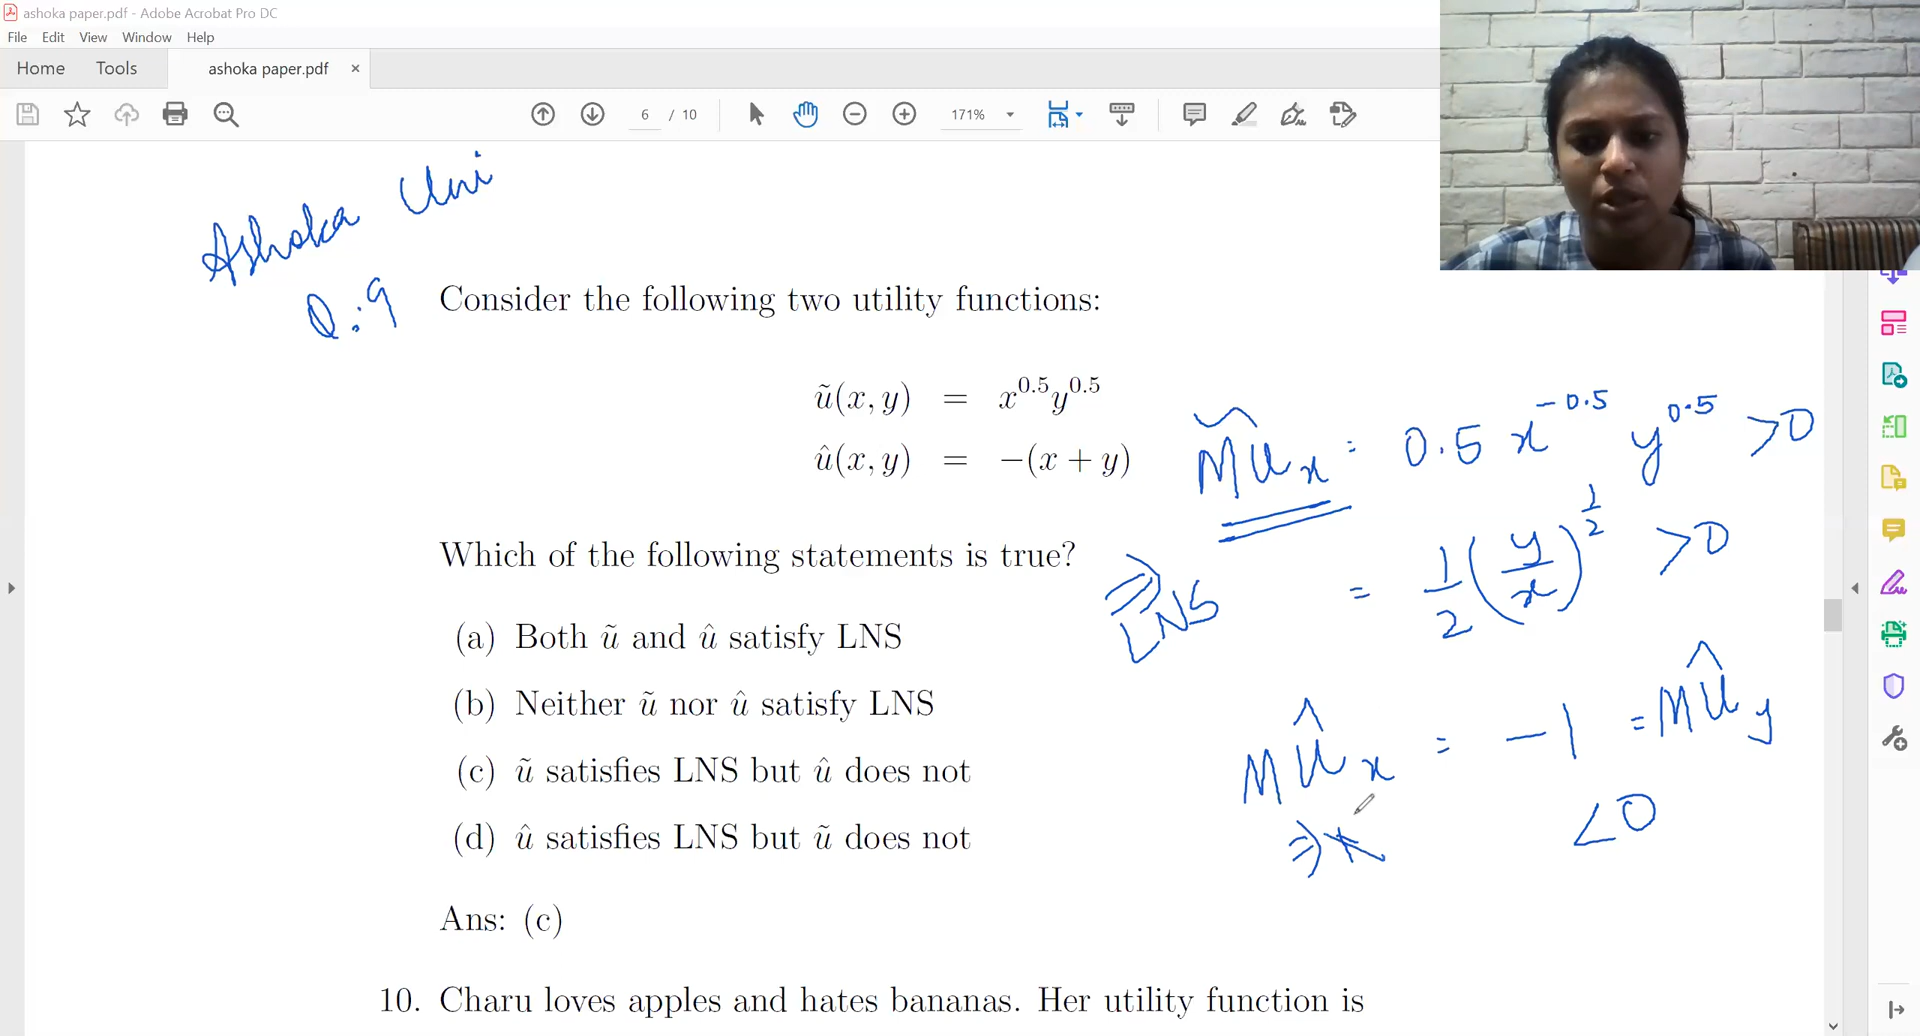 ashoka paper.pdf - Adobe Acrobat Pro DC
File Edit View Window Help
Home Tools ashoka paper.pdf ×
6 / 10 171%
Ashoka Uni
Q:9
Consider the following two utility functions:
ũ(x, y) = x^0.5 y^0.5
û(x, y) = −(x + y)
M̃U_x = 0.5 x^−0.5 y^0.5 >0
= 1/2 (y/x)^1/2 >0
⇒ LNS
Which of the following statements is true?
(a) Both ũ and û satisfy LNS
(b) Neither ũ nor û satisfy LNS
(c) ũ satisfies LNS but û does not
(d) û satisfies LNS but ũ does not
MÛ_x = −1 = MÛ_y
<0
⇒
Ans: (c)
10. Charu loves apples and hates bananas. Her utility function is